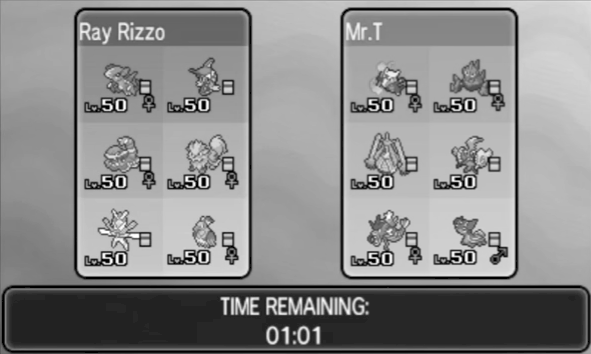 Ray Rizzo
Lv.50 ♀ Lv.50
Lv.50 ♀ Lv.50 ♀
Lv.50 Lv.50 ♀
Mr.T
Lv.50 ♀ Lv.50 ♀
Lv.50 Lv.50
Lv.50 ♀ Lv.50 ♂
TIME REMAINING:
01:01